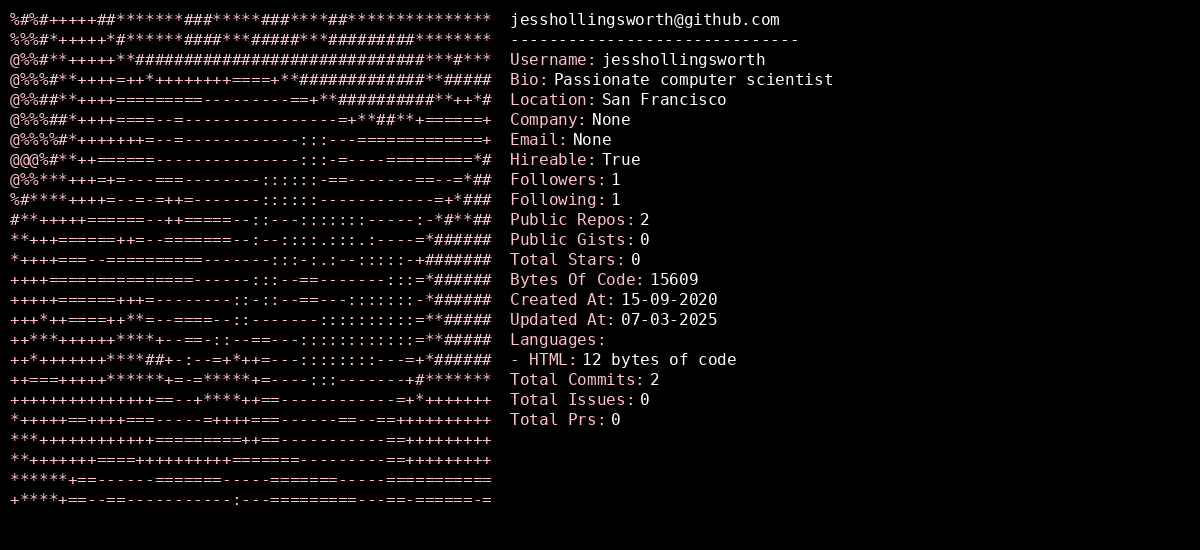 jesshollingsworth@github.com
------------------------------
Username: jesshollingsworth
Bio: Passionate computer scientist
Location: San Francisco
Company: None
Email: None
Hireable: True
Followers: 1
Following: 1
Public Repos: 2
Public Gists: 0
Total Stars: 0
Bytes Of Code: 15609
Created At: 15-09-2020
Updated At: 07-03-2025
Languages:
- HTML: 12 bytes of code
Total Commits: 2
Total Issues: 0
Total Prs: 0